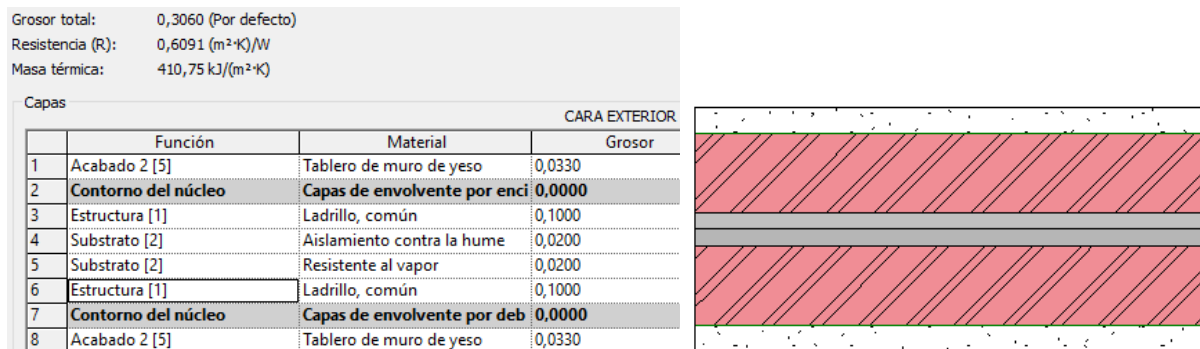 Grosor total: 0,3060 (Por defecto)
Resistencia (R): 0,6091 (m²·K)/W
Masa térmica: 410,75 kJ/(m²·K)
Capas
CARA EXTERIOR
Función Material Grosor
1 Acabado 2 [5] Tablero de muro de yeso 0,0330
2 Contorno del núcleo Capas de envolvente por enci 0,0000
3 Estructura [1] Ladrillo, común 0,1000
4 Substrato [2] Aislamiento contra la hume 0,0200
5 Substrato [2] Resistente al vapor 0,0200
6 Estructura [1] Ladrillo, común 0,1000
7 Contorno del núcleo Capas de envolvente por deb 0,0000
8 Acabado 2 [5] Tablero de muro de yeso 0,0330